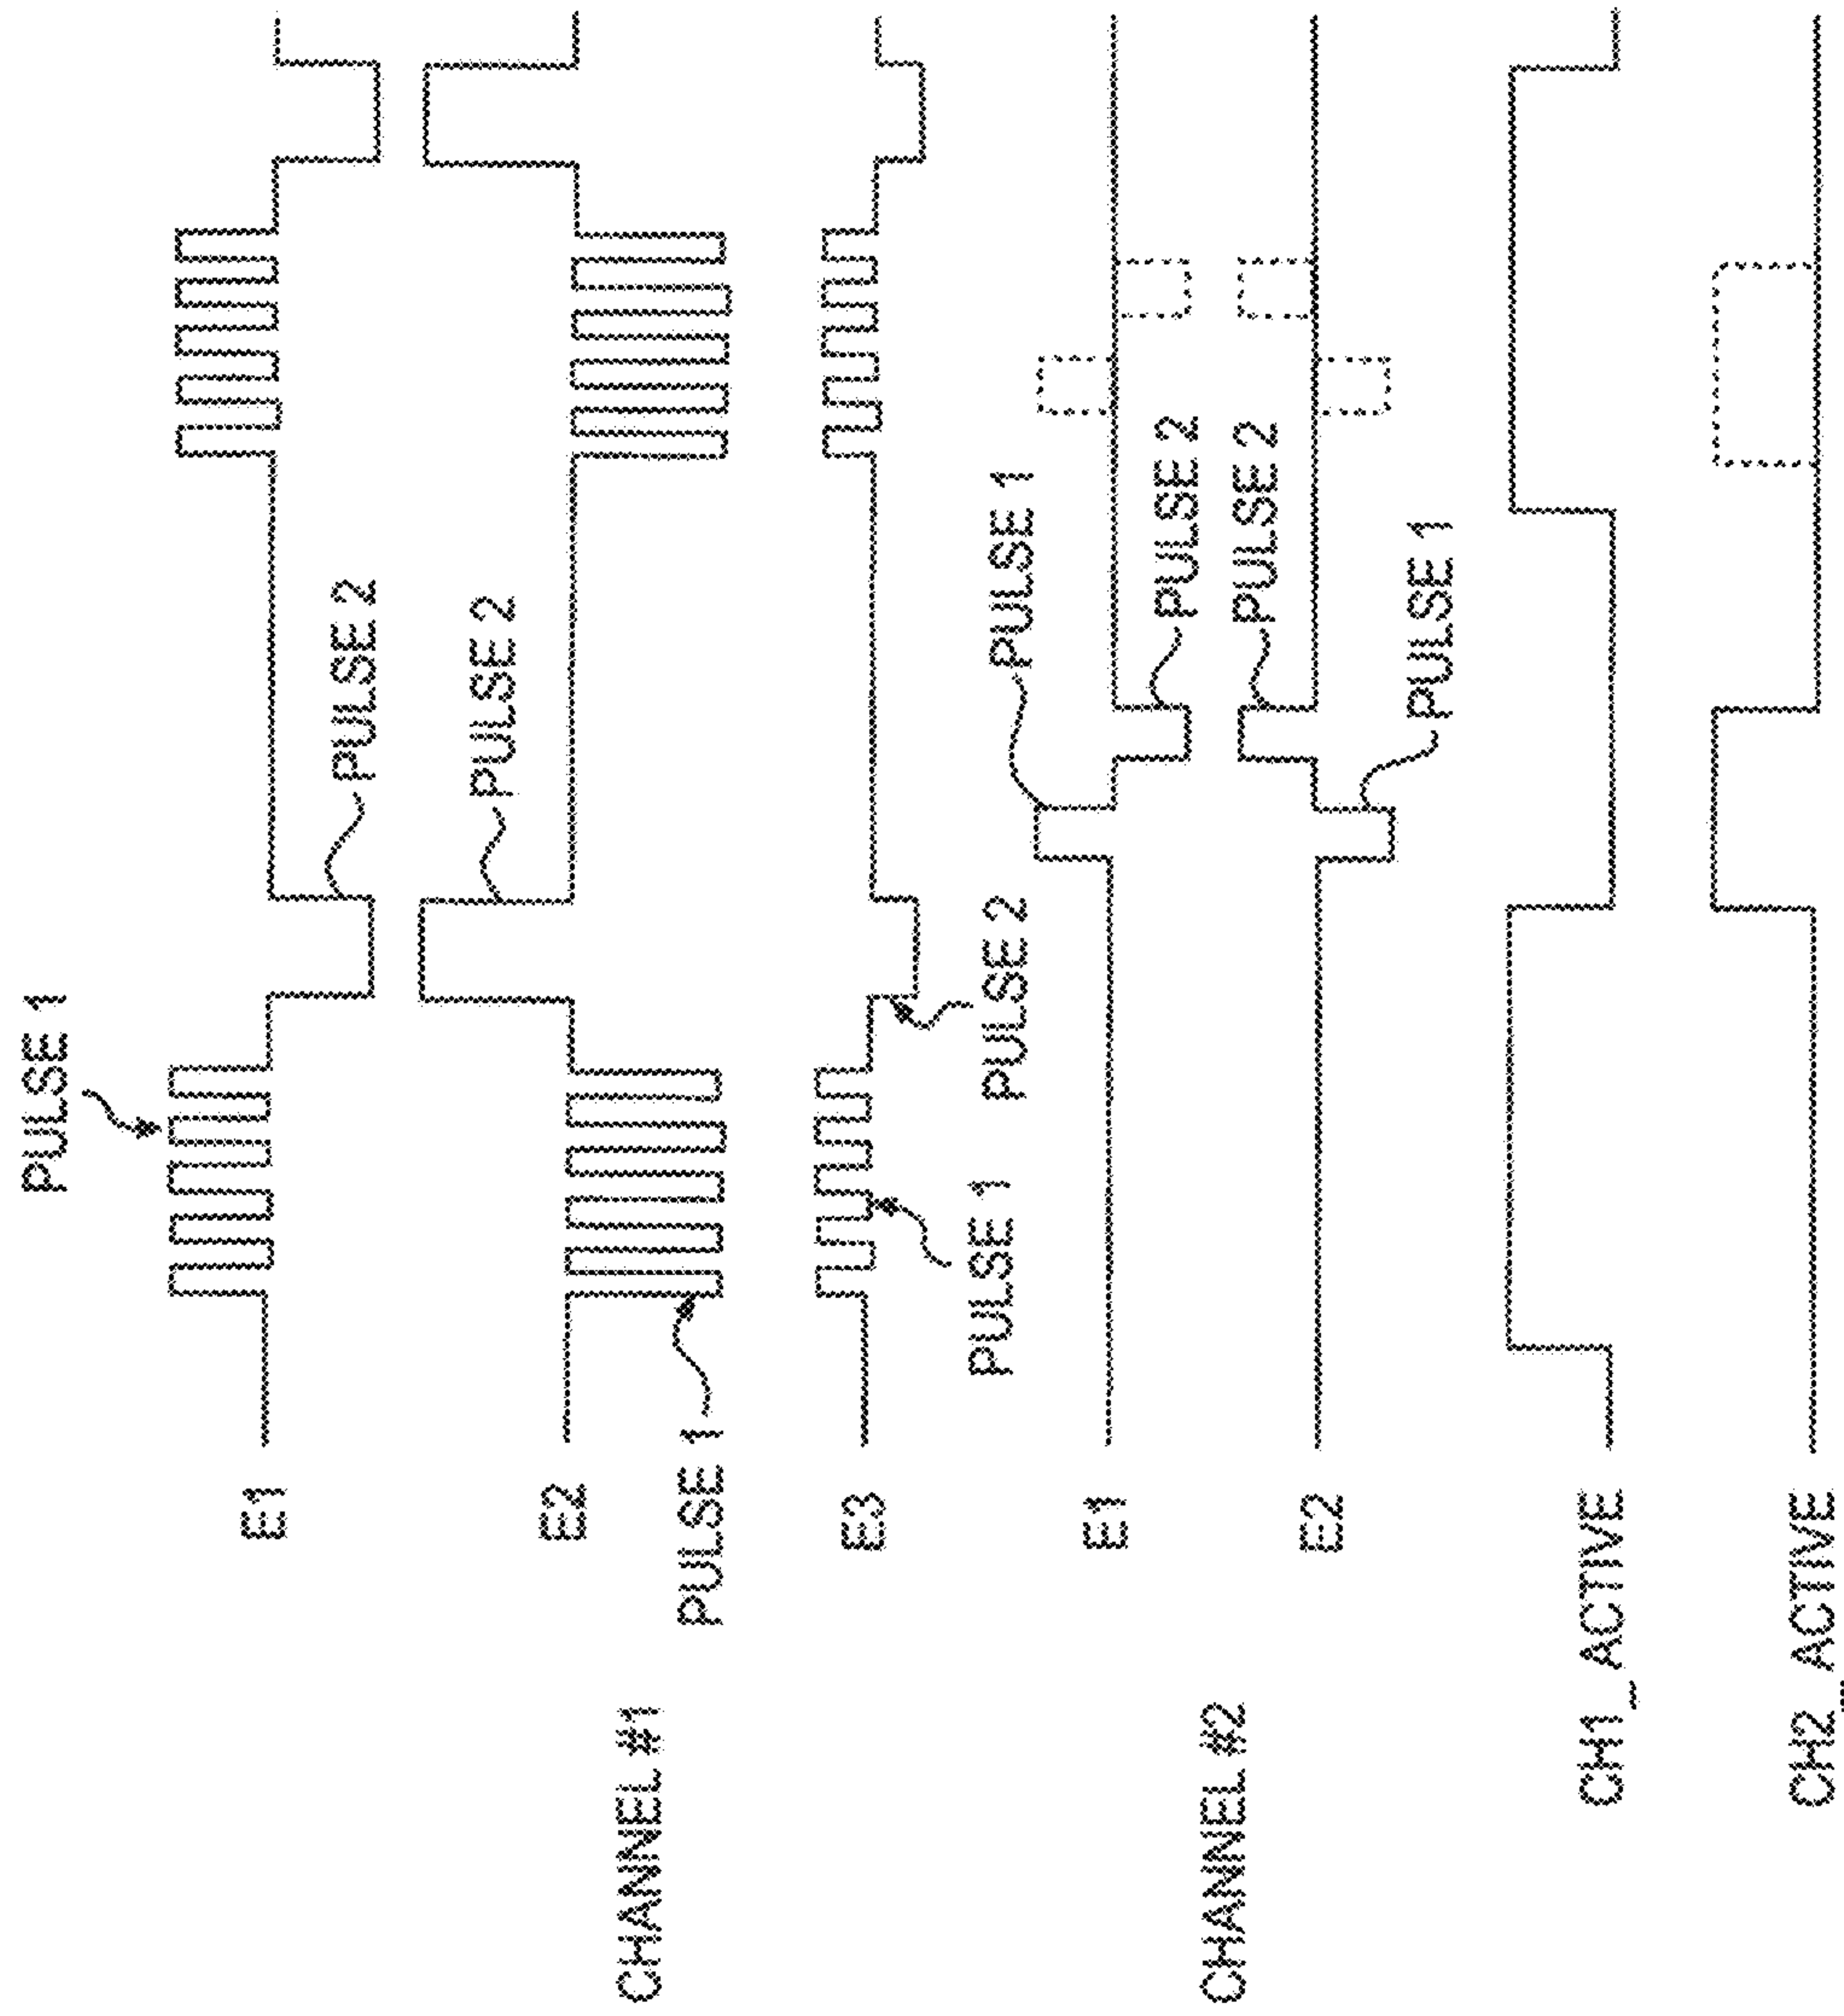 PULSE 1
E1
PULSE 2
PULSE 2
E2
CHANNEL #1
PULSE 1
E3
PULSE 1
PULSE 2
PULSE 1
E1
PULSE 2
CHANNEL #2
PULSE 2
E2
PULSE 1
CH1_ACTIVE
CH2_ACTIVE